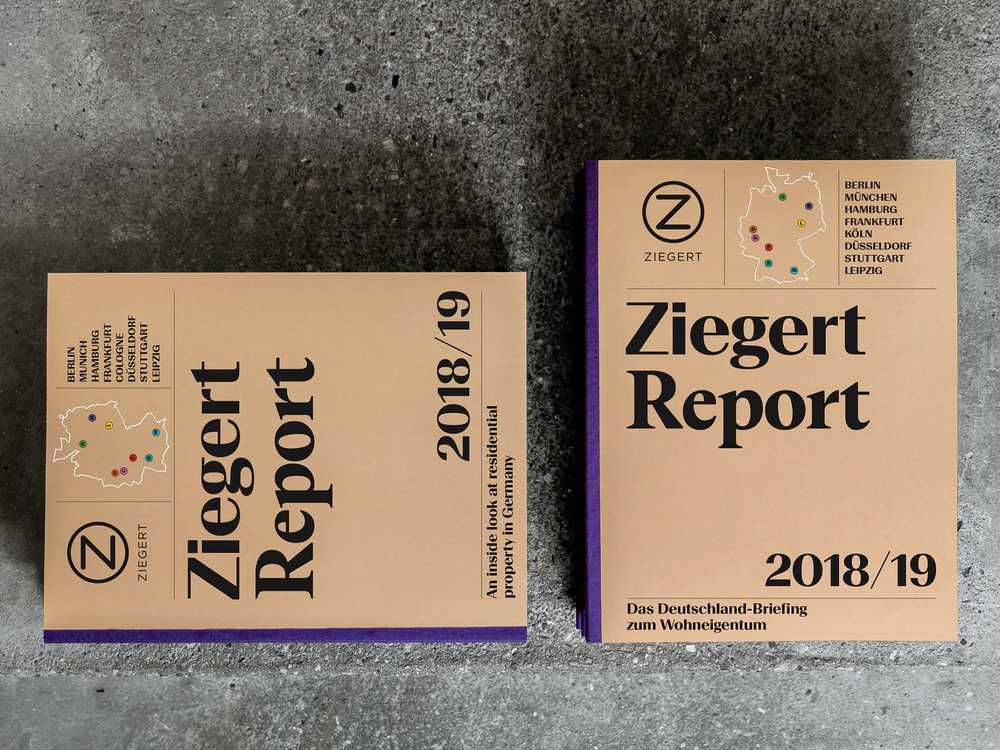 BERLIN
MUNICH
HAMBURG
FRANKFURT
COLOGNE
DÜSSELDORF
STUTTGART
LEIPZIG
Z
ZIEGERT
Ziegert
Report
2018/19
An inside look at residential
property in Germany
Z
ZIEGERT
BERLIN
MÜNCHEN
HAMBURG
FRANKFURT
KÖLN
DÜSSELDORF
STUTTGART
LEIPZIG
Ziegert
Report
2018/19
Das Deutschland-Briefing
zum Wohneigentum